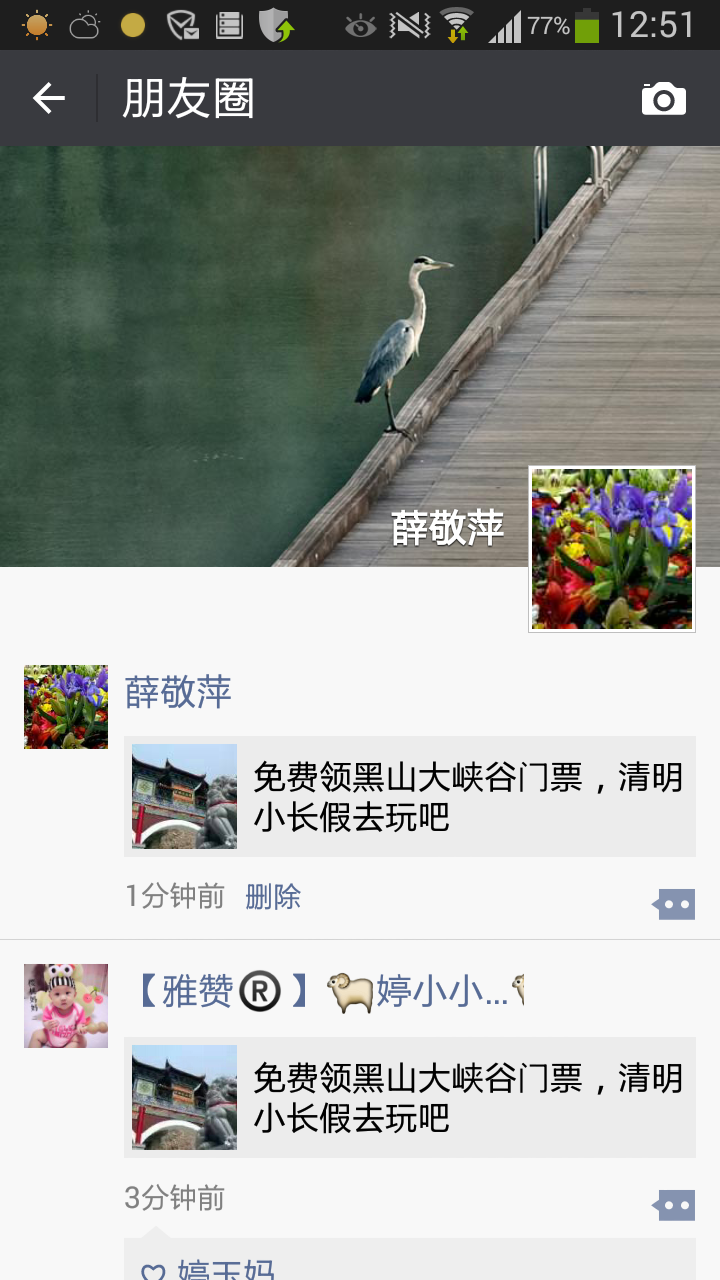 77% 12:51
朋友圈
薛敬萍
薛敬萍
免费领黑山大峡谷门票，清明
小长假去玩吧
1分钟前 删除
【雅赞®】🐏婷小小...
免费领黑山大峡谷门票，清明
小长假去玩吧
3分钟前
婷玉妈